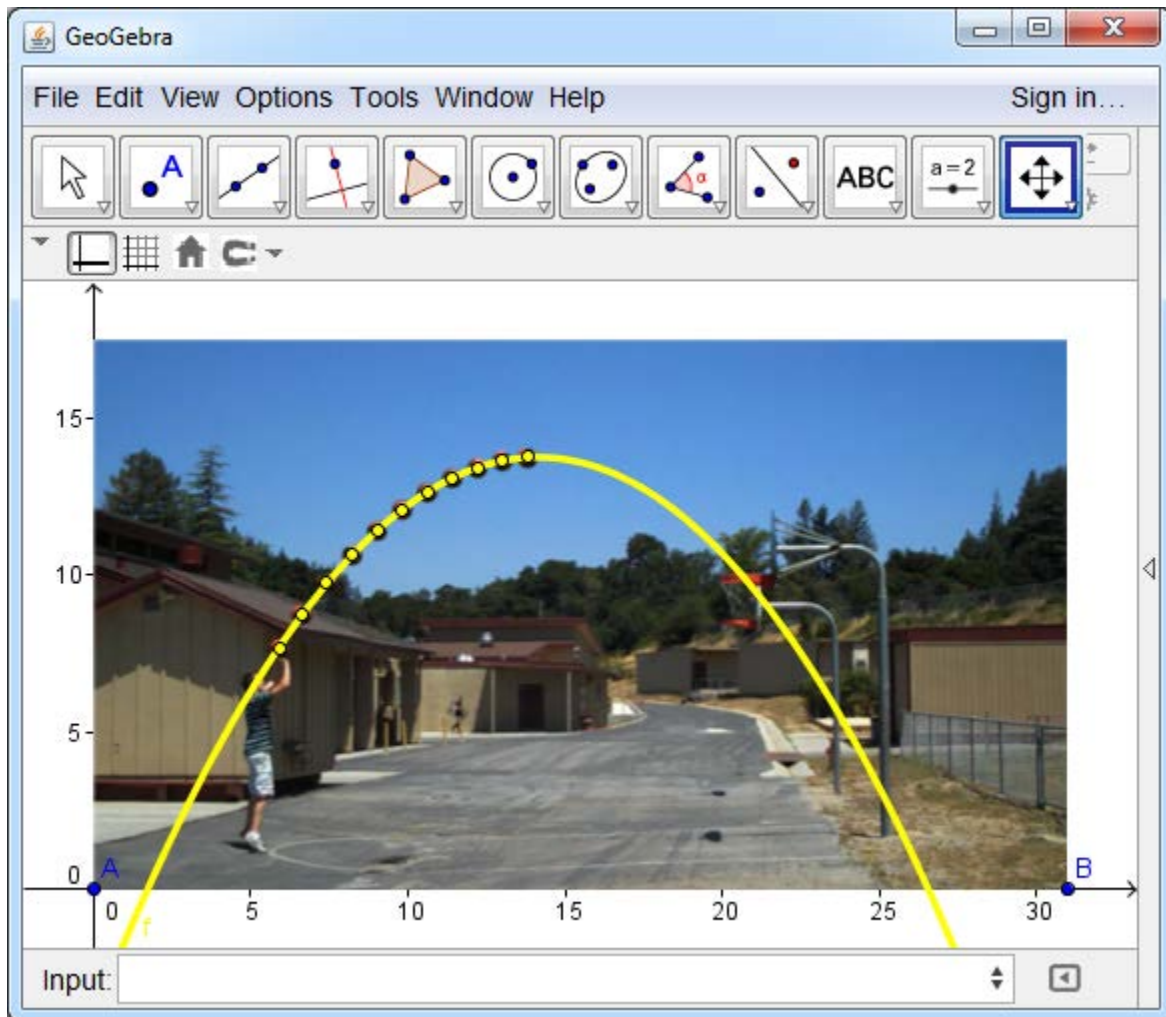 GeoGebra
File Edit View Options Tools Window Help Sign in...
A α ABC a = 2
15
10
5
0 A B
0 5 10 15 20 25 30
f
Input: